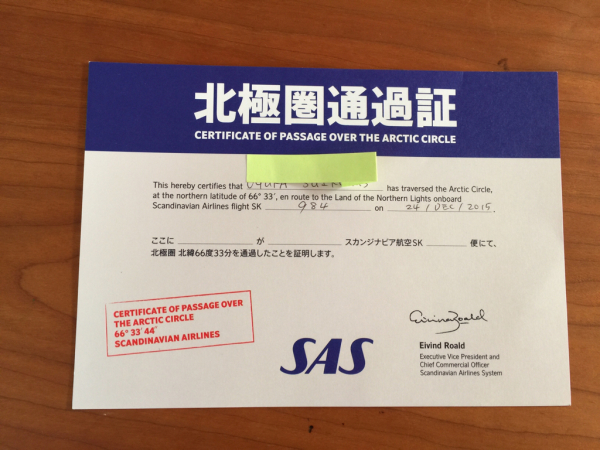 北極圏通過証
CERTIFICATE OF PASSAGE OVER THE ARCTIC CIRCLE
This hereby certifies that has traversed the Arctic Circle,
at the northern latitude of 66° 33´, en route to the Land of the Northern Lights onboard
Scandinavian Airlines flight SK 984 on 24/DEC/2015.
ここに が スカンジナビア航空SK 便にて、
北極圏 北緯66度33分を通過したことを証明します。
CERTIFICATE OF PASSAGE OVER
THE ARCTIC CIRCLE
66° 33´ 44˝
SCANDINAVIAN AIRLINES
SAS
Eivind Roald
Eivind Roald
Executive Vice President and
Chief Commercial Officer
Scandinavian Airlines System